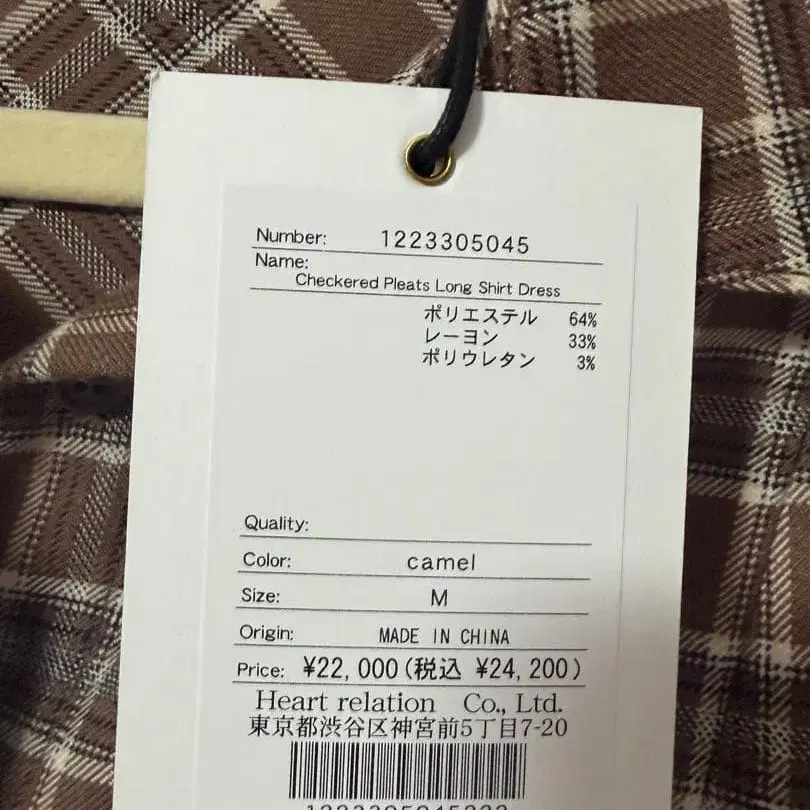 Number: 1223305045
Name:
Checkered Pleats Long Shirt Dress
ポリエステル 64%
レーヨン 33%
ポリウレタン 3%
Quality:
Color: camel
Size: M
Origin: MADE IN CHINA
Price: ¥22,000(税込 ¥24,200)
Heart relation Co., Ltd.
東京都渋谷区神宮前5丁目7-20